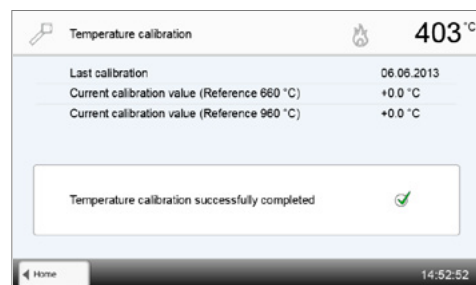 Temperature calibration 403 °C
Last calibration 06.06.2013
Current calibration value (Reference 660 °C) +0.0 °C
Current calibration value (Reference 960 °C) +0.0 °C
Temperature calibration successfully completed
Home 14:52:52